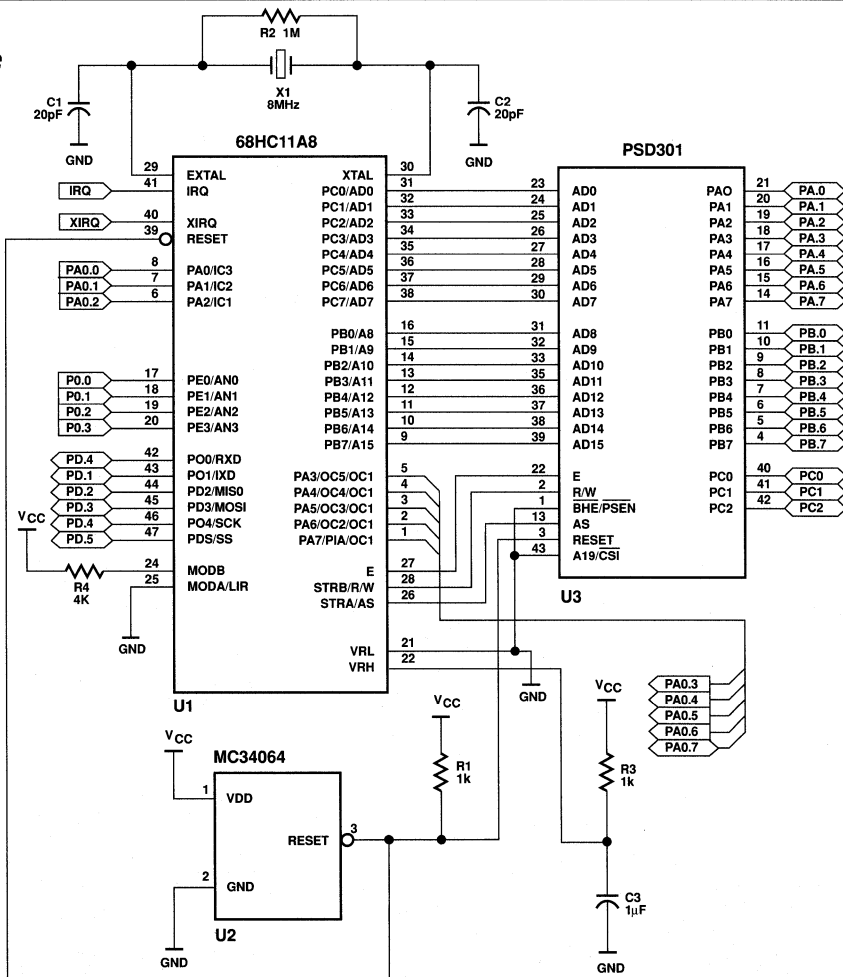 e
R2 1M
X1
8MHz
C1
20pF
C2
20pF
GND
GND
68HC11A8
PSD301
29 EXTAL
41 IRQ
IRQ
40 XIRQ
XIRQ
39 RESET
PA0.0 8 PA0/IC3
PA0.1 7 PA1/IC2
PA0.2 6 PA2/IC1
P0.0 17 PE0/AN0
P0.1 18 PE1/AN1
P0.2 19 PE2/AN2
P0.3 20 PE3/AN3
PD.4 42 PO0/RXD
PD.1 43 PO1/IXD
PD.2 44 PD2/MIS0
PD.3 45 PD3/MOSI
PD.4 46 PO4/SCK
PD.5 47 PDS/SS
VCC
R4
4K
24 MODB
25 MODA/LIR
GND
XTAL 30
PC0/AD0 31
PC1/AD1 32
PC2/AD2 33
PC3/AD3 34
PC4/AD4 35
PC5/AD5 36
PC6/AD6 37
PC7/AD7 38
PB0/A8 16
PB1/A9 15
PB2/A10 14
PB3/A11 13
PB4/A12 12
PB5/A13 11
PB6/A14 10
PB7/A15 9
PA3/OC5/OC1 5
PA4/OC4/OC1 4
PA5/OC3/OC1 3
PA6/OC2/OC1 2
PA7/PIA/OC1 1
E 27
STRB/R/W 28
STRA/AS 26
VRL 21
VRH 22
U1
23 AD0
24 AD1
25 AD2
26 AD3
27 AD4
28 AD5
29 AD6
30 AD7
31 AD8
32 AD9
33 AD10
35 AD11
36 AD12
37 AD13
38 AD14
39 AD15
22 E
2 R/W
1 BHE/PSEN
13 AS
3 RESET
43 A19/CSI
PAO 21 PA.0
PA1 20 PA.1
PA2 19 PA.2
PA3 18 PA.3
PA4 17 PA.4
PA5 16 PA.5
PA6 15 PA.6
PA7 14 PA.7
PB0 11 PB.0
PB1 10 PB.1
PB2 9 PB.2
PB3 8 PB.3
PB4 7 PB.4
PB5 6 PB.5
PB6 5 PB.6
PB7 4 PB.7
PC0 40 PC0
PC1 41 PC1
PC2 42 PC2
U3
GND
PA0.3
PA0.4
PA0.5
PA0.6
PA0.7
VCC
MC34064
1 VDD
RESET 3
2 GND
U2
GND
VCC
R1
1k
VCC
R3
1k
C3
1µF
GND